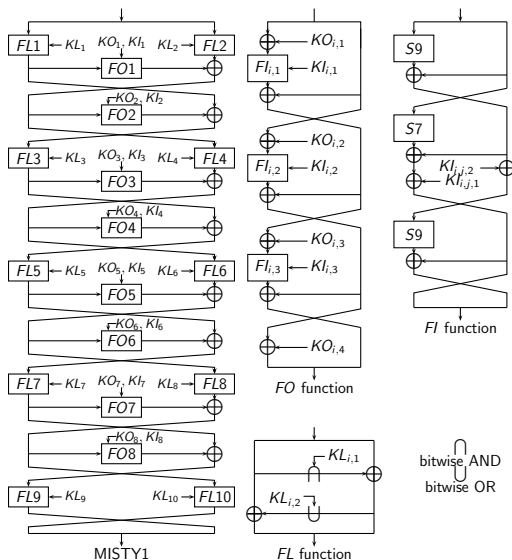 FL1 KL₁ KO₁, KI₁ KL₂ FL2
FO1
KO₂, KI₂
FO2
FL3 KL₃ KO₃, KI₃ KL₄ FL4
FO3
KO₄, KI₄
FO4
FL5 KL₅ KO₅, KI₅ KL₆ FL6
FO5
KO₆, KI₆
FO6
FL7 KL₇ KO₇, KI₇ KL₈ FL8
FO7
KO₈, KI₈
FO8
FL9 KL₉ KL₁₀ FL10
MISTY1
KOᵢ,₁
FIᵢ,₁ KIᵢ,₁
KOᵢ,₂
FIᵢ,₂ KIᵢ,₂
KOᵢ,₃
FIᵢ,₃ KIᵢ,₃
KOᵢ,₄
FO function
S9
S7
KIᵢ,ⱼ,₂
KIᵢ,ⱼ,₁
S9
FI function
KLᵢ,₁
KLᵢ,₂
FL function
bitwise AND
bitwise OR